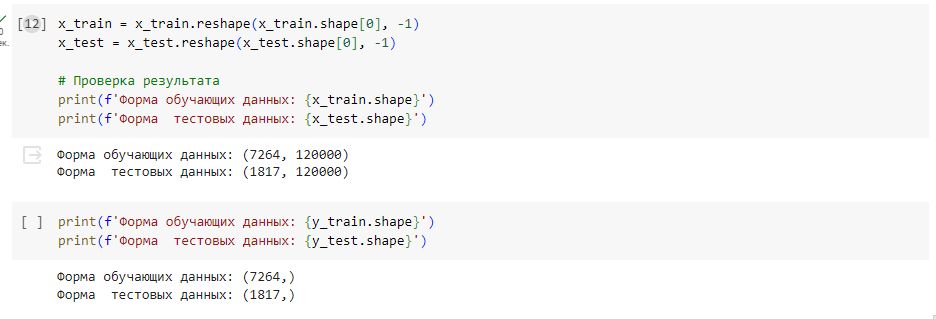 [12] x_train = x_train.reshape(x_train.shape[0], -1)
x_test = x_test.reshape(x_test.shape[0], -1)
0
ек.
# Проверка результата
print(f'Форма обучающих данных: {x_train.shape}')
print(f'Форма  тестовых данных: {x_test.shape}')
Форма обучающих данных: (7264, 120000)
Форма  тестовых данных: (1817, 120000)
[ ] print(f'Форма обучающих данных: {y_train.shape}')
print(f'Форма  тестовых данных: {y_test.shape}')
Форма обучающих данных: (7264,)
Форма  тестовых данных: (1817,)